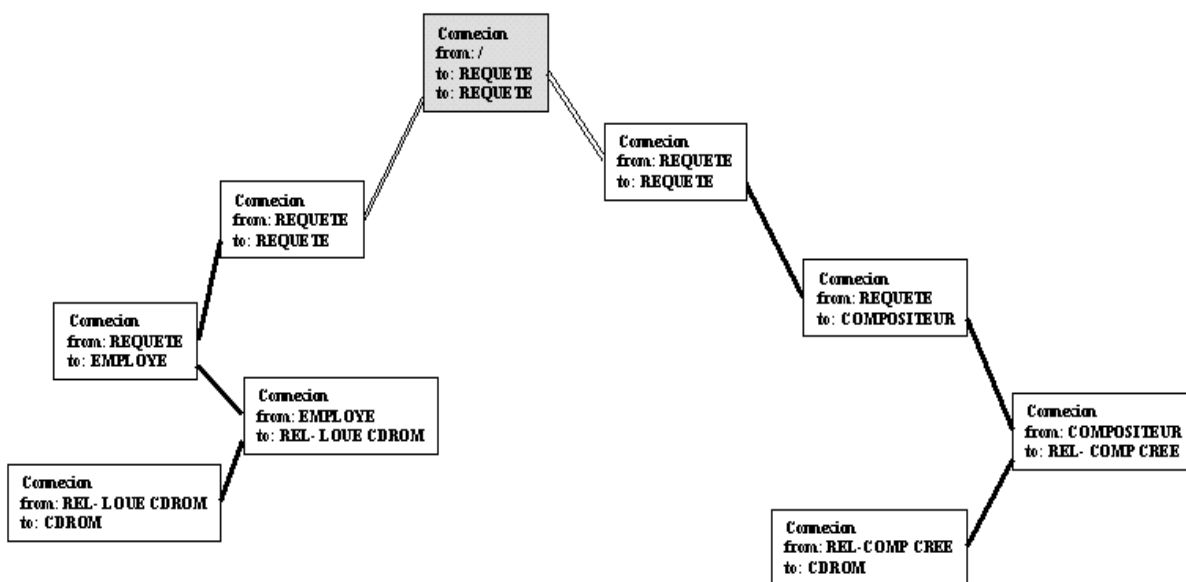 Connecion
from: /
to: REQUETE
to: REQUETE
Connecion
from: REQUETE
to: REQUETE
Connecion
from: REQUETE
to: REQUETE
Connecion
from: REQUETE
to: COMPOSITEUR
Connecion
from: REQUETE
to: EMPLOYE
Connecion
from: EMPLOYE
to: REL- LOUE CDROM
Connecion
from: COMPOSITEUR
to: REL- COMP CREE
Connecion
from: REL- LOUE CDROM
to: CDROM
Connecion
from: REL-COMP CREE
to: CDROM